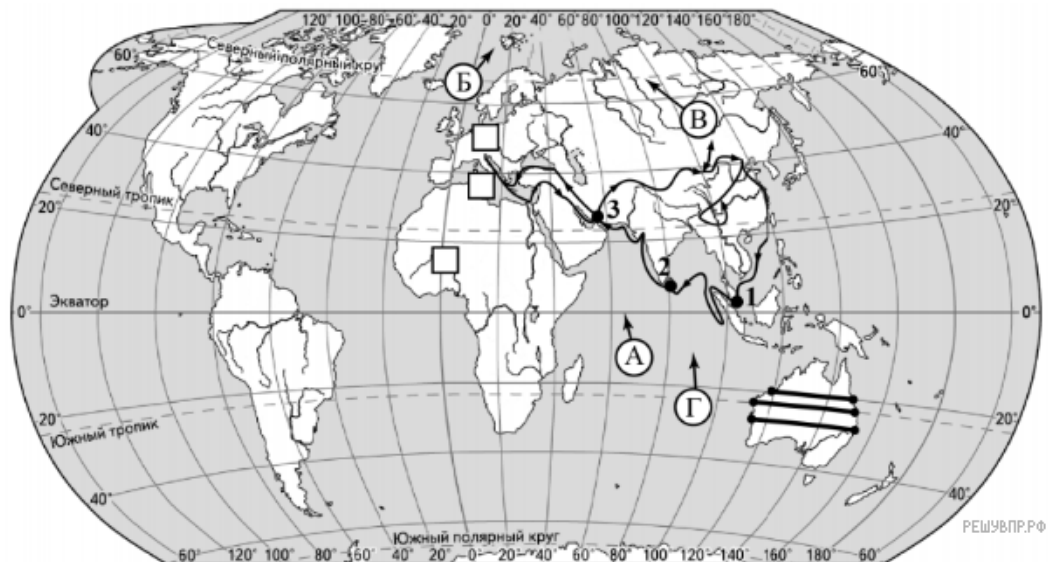 120° 100° 80° 60° 40° 20° 0° 20° 40° 60° 80° 100° 120° 140° 160° 180°
Северный полярный круг
60° 60°
Б
В
40° 40°
Северный тропик
3
20° 20°
2
1
Экватор
0° 0°
А
Г
20° 20°
Южный тропик
40° 40°
РЕШУВПР.РФ
Южный полярный круг
60° 120° 100° 80° 60° 40° 20° 0° 20° 40° 60° 80° 100° 120° 140° 160° 180° 60°